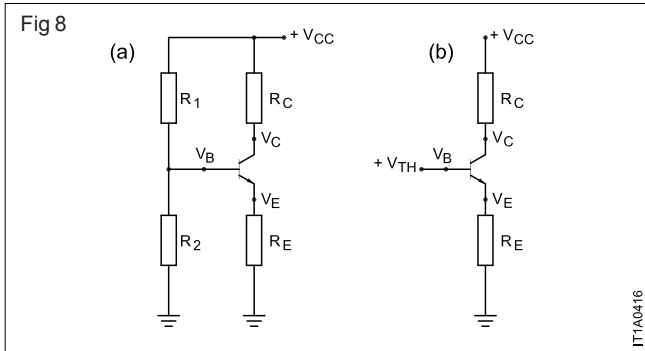 Fig 8
(a)
+ VCC
R1
RC
VC
VB
VE
R2
RE
(b)
+ VCC
RC
VC
+ VTH
VB
VE
RE
IT1A0416